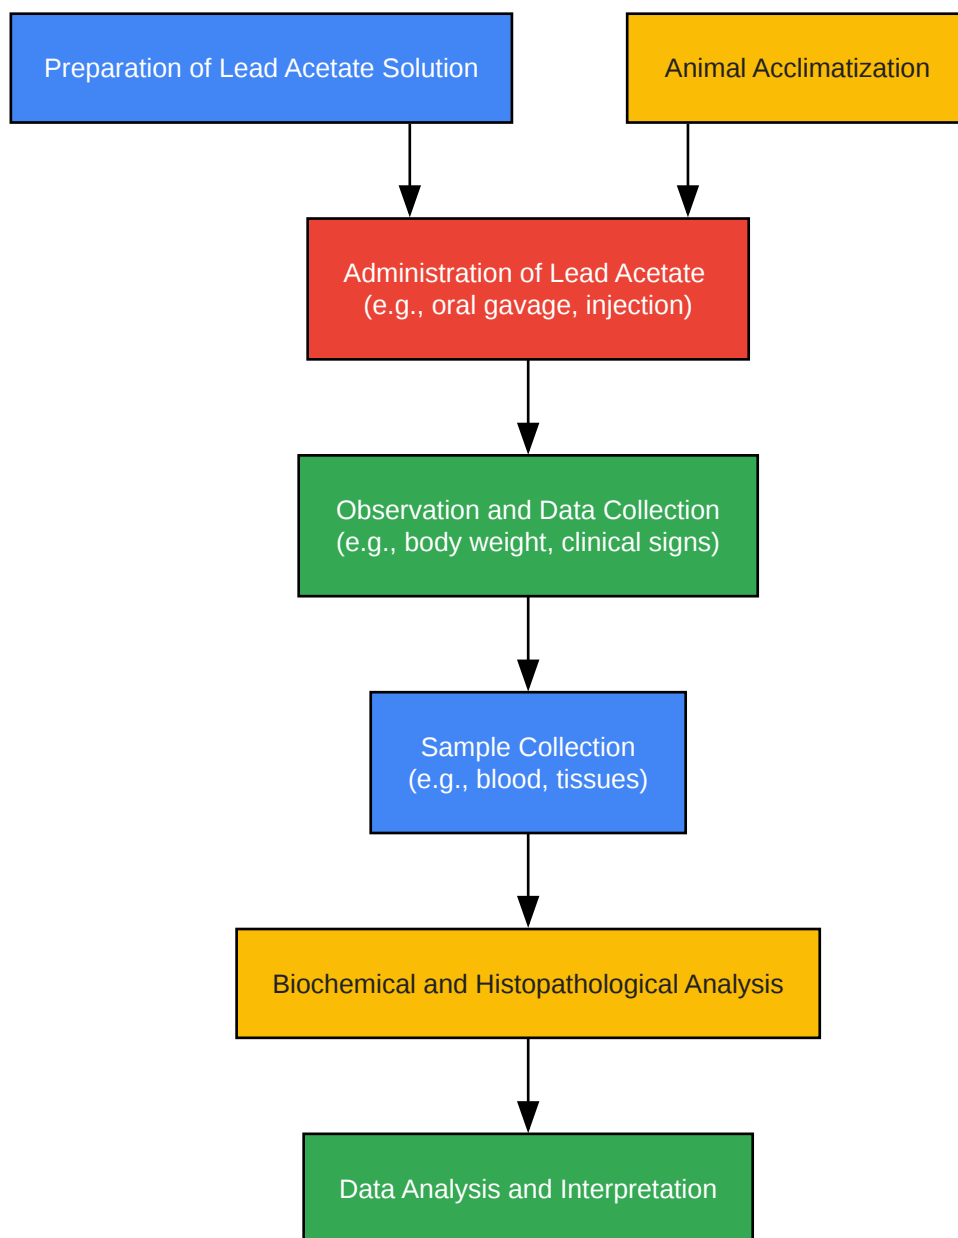 Preparation of Lead Acetate Solution
Animal Acclimatization
Administration of Lead Acetate
(e.g., oral gavage, injection)
Observation and Data Collection
(e.g., body weight, clinical signs)
Sample Collection
(e.g., blood, tissues)
Biochemical and Histopathological Analysis
Data Analysis and Interpretation